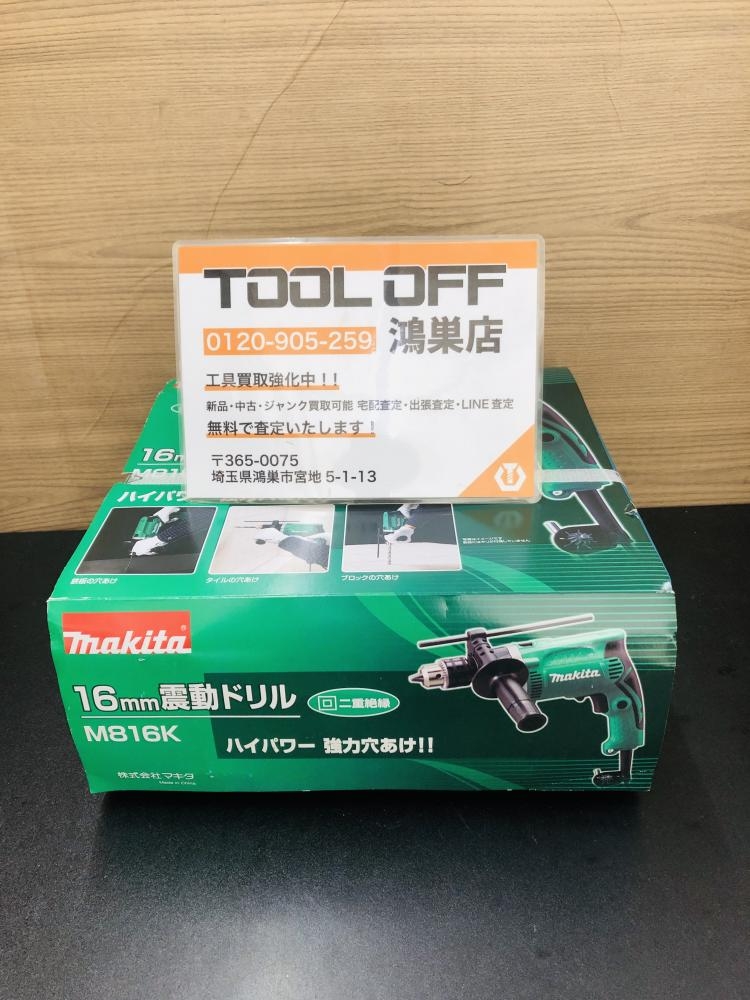 TOOL OFF
0120-905-259 鴻巣店
工具買取強化中!!
新品・中古・ジャンク買取可能 宅配査定・出張査定・LINE査定
無料で査定いたします!
〒365-0075
埼玉県鴻巣市宮地 5-1-13
16m
M816
ハイパワー
鉄板の穴あけ
タイルの穴あけ
ブロックの穴あけ
makita
16mm震動ドリル
回二重絶縁
M816K
ハイパワー 強力穴あけ!!
makita
株式会社マキタ
Made in China